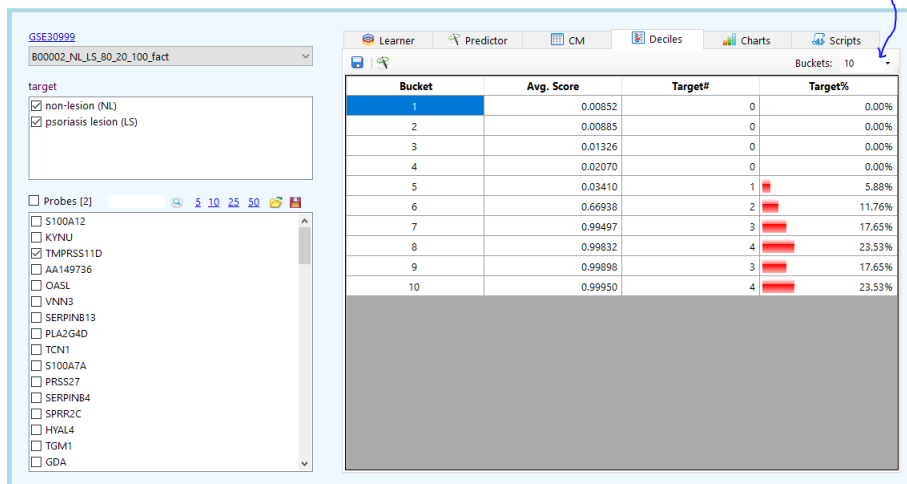 GSE30999
B00002_NL_LS_80_20_100_fact
target
non-lesion (NL)
psoriasis lesion (LS)
Probes [2] 5 10 25 50
S100A12
KYNU
TMPRSS11D
AA149736
OASL
VNN3
SERPINB13
PLA2G4D
TCN1
S100A7A
PRSS27
SERPINB4
SPRR2C
HYAL4
TGM1
GDA
Learner Predictor CM Deciles Charts Scripts
Buckets: 10
Bucket Avg. Score Target# Target%
1 0.00852 0 0.00%
2 0.00885 0 0.00%
3 0.01326 0 0.00%
4 0.02070 0 0.00%
5 0.03410 1 5.88%
6 0.66938 2 11.76%
7 0.99497 3 17.65%
8 0.99832 4 23.53%
9 0.99898 3 17.65%
10 0.99950 4 23.53%